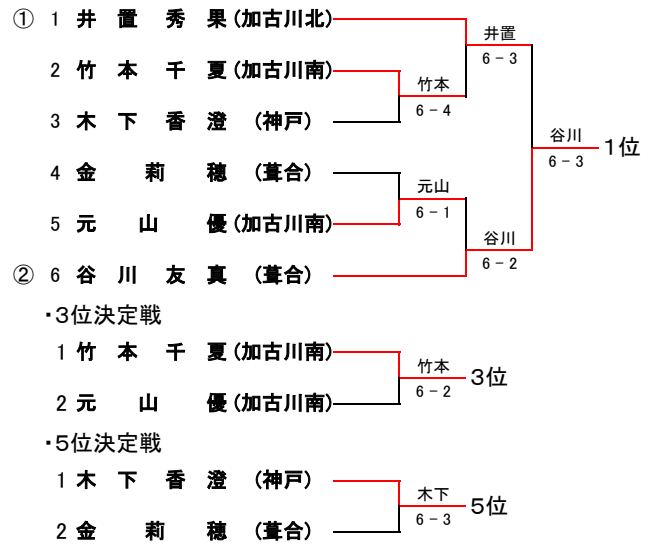 ① 1 井置秀果(加古川北)
井置
6－3
2 竹本千夏(加古川南)
竹本
6－4
3 木下香澄(神戸)
谷川 1位
6－3
4 金莉穂(葺合)
元山
6－1
5 元山優(加古川南)
谷川
6－2
② 6 谷川友真(葺合)
・3位決定戦
1 竹本千夏(加古川南)
竹本 3位
6－2
2 元山優(加古川南)
・5位決定戦
1 木下香澄(神戸)
木下 5位
6－3
2 金莉穂(葺合)